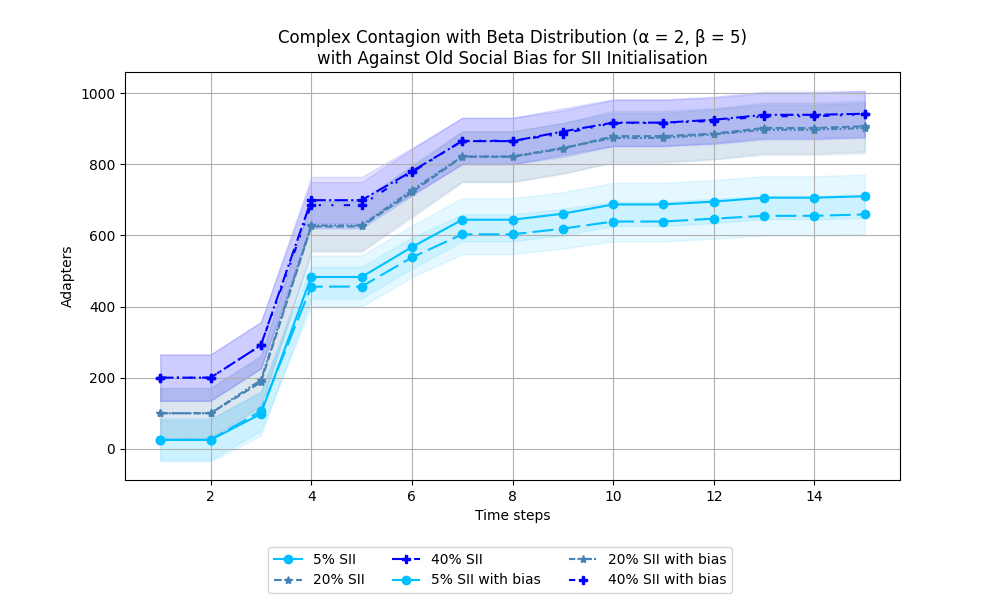 Complex Contagion with Beta Distribution (α = 2, β = 5)
with Against Old Social Bias for SII Initialisation
1000
800
600
400
200
0
Adapters
2 4 6 8 10 12 14
Time steps
5% SII 40% SII 20% SII with bias
20% SII 5% SII with bias 40% SII with bias